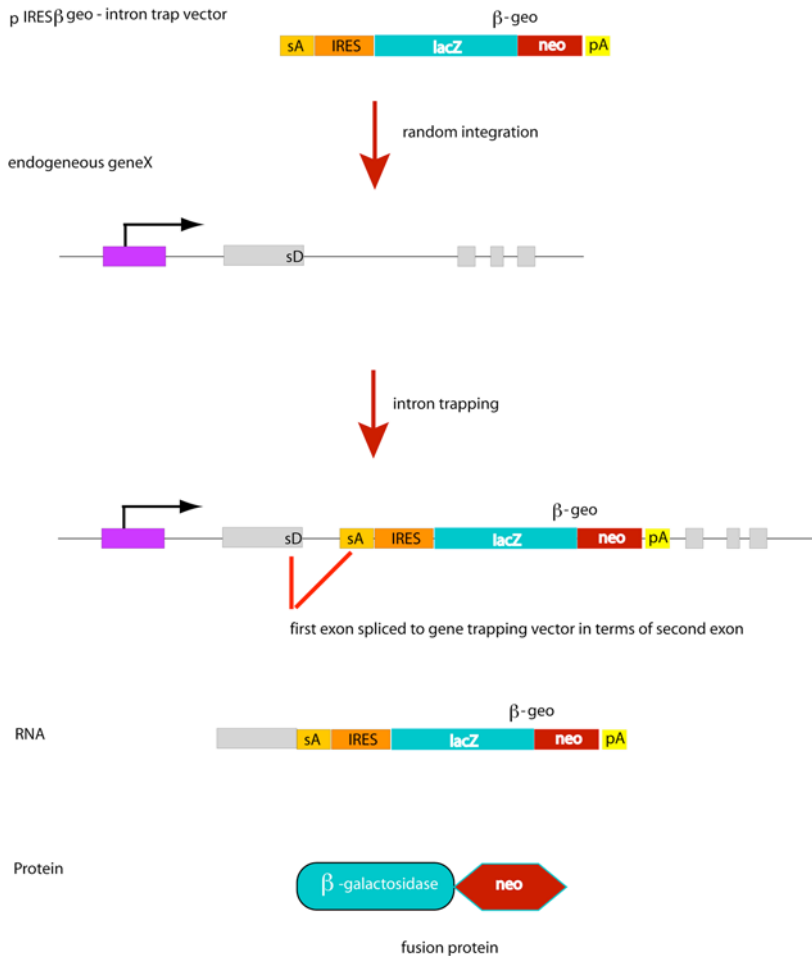 p IRESβ geo - intron trap vector
β-geo
sA IRES lacZ neo pA
random integration
endogeneous geneX
sD
intron trapping
β-geo
sD sA IRES lacZ neo pA
first exon spliced to gene trapping vector in terms of second exon
β-geo
RNA
sA IRES lacZ neo pA
Protein
β-galactosidase neo
fusion protein